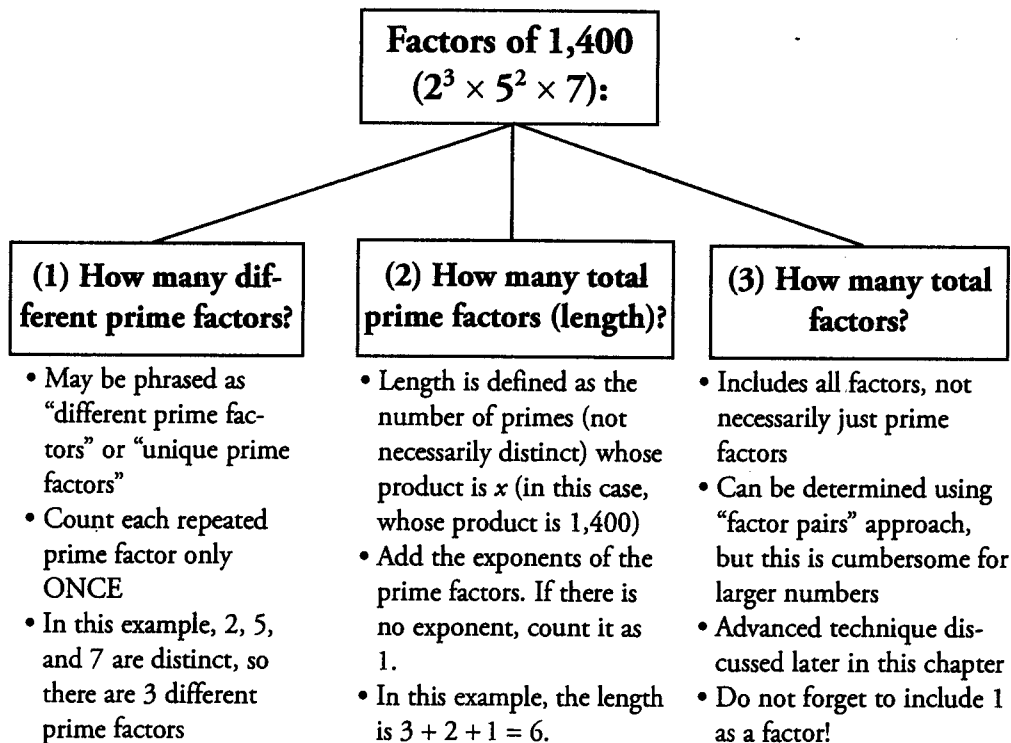 Factors of 1,400
(2³ × 5² × 7):
(1) How many dif-
ferent prime factors?
• May be phrased as
“different prime fac-
tors” or “unique prime
factors”
• Count each repeated
prime factor only
ONCE
• In this example, 2, 5,
and 7 are distinct, so
there are 3 different
prime factors
(2) How many total
prime factors (length)?
• Length is defined as the
number of primes (not
necessarily distinct) whose
product is x (in this case,
whose product is 1,400)
• Add the exponents of the
prime factors. If there is
no exponent, count it as
1.
• In this example, the length
is 3 + 2 + 1 = 6.
(3) How many total
factors?
• Includes all factors, not
necessarily just prime
factors
• Can be determined using
“factor pairs” approach,
but this is cumbersome for
larger numbers
• Advanced technique dis-
cussed later in this chapter
• Do not forget to include 1
as a factor!